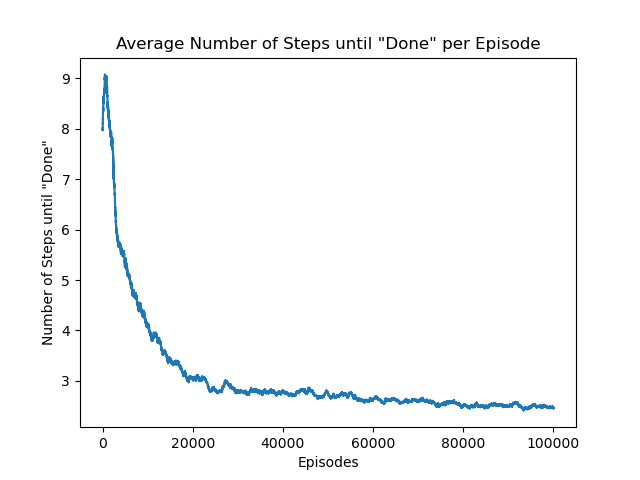 Average Number of Steps until "Done" per Episode
Number of Steps until "Done"
9
8
7
6
5
4
3
0 20000 40000 60000 80000 100000
Episodes